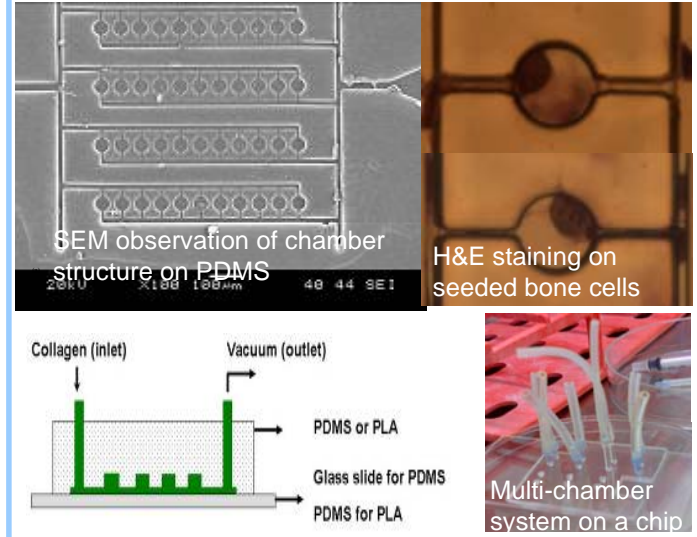 SEM observation of chamber
structure on PDMS
20kV X100 100µm 40 44 SEI
H&E staining on
seeded bone cells
Collagen (inlet)
Vacuum (outlet)
PDMS or PLA
Glass slide for PDMS
PDMS for PLA
Multi-chamber
system on a chip